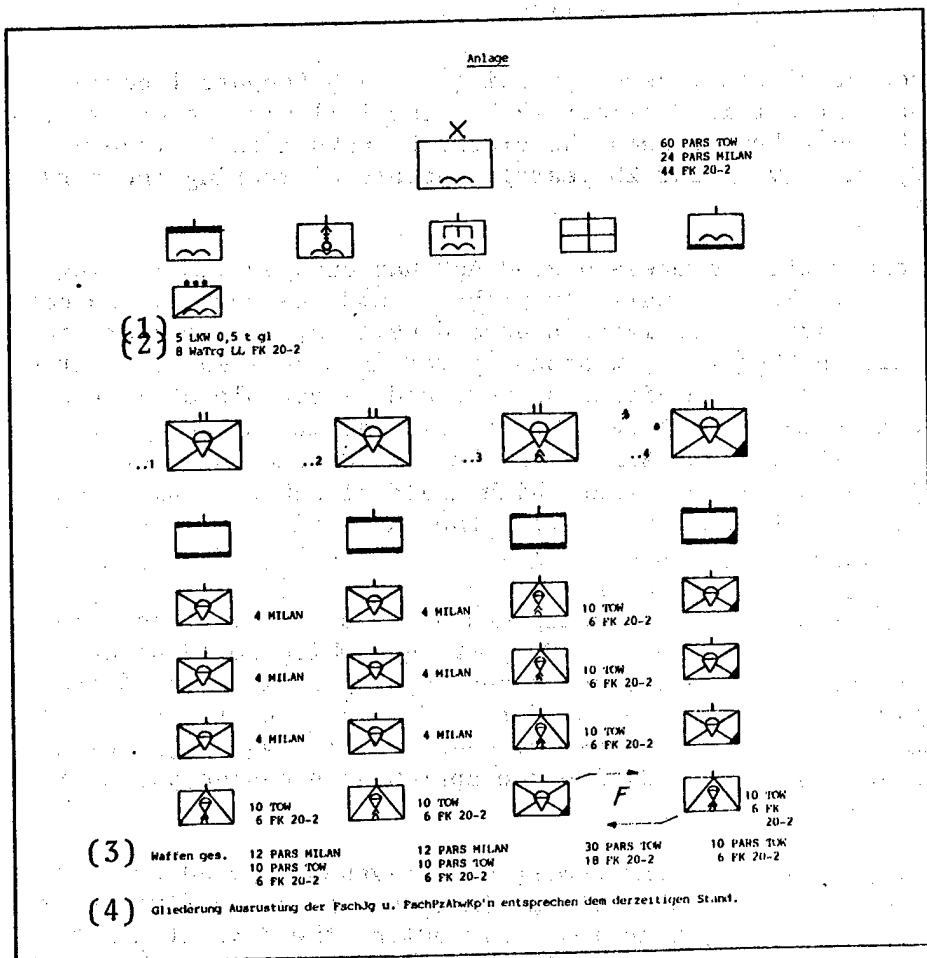 Anlage
60 PARS TOW
24 PARS MILAN
44 FK 20-2
(1) 5 LKW 0,5 t gl
(2) 8 WaTrg LL FK 20-2
..1 ..2 ..3 ..4
4 MILAN 4 MILAN 10 TOW
6 FK 20-2
4 MILAN 4 MILAN 10 TOW
6 FK 20-2
4 MILAN 4 MILAN 10 TOW
6 FK 20-2
F
10 TOW 10 TOW 10 TOW
6 FK 20-2 6 FK 20-2 6 FK
20-2
(3) Waffen ges. 12 PARS MILAN 12 PARS MILAN 30 PARS TOW 10 PARS TOW
10 PARS TOW 10 PARS TOW 18 FK 20-2 6 FK 20-2
6 FK 20-2 6 FK 20-2
(4) Gliederung Ausrustung der FschJg u. FschPzAbwKp'n entsprechen dem derzeitigen Stand.